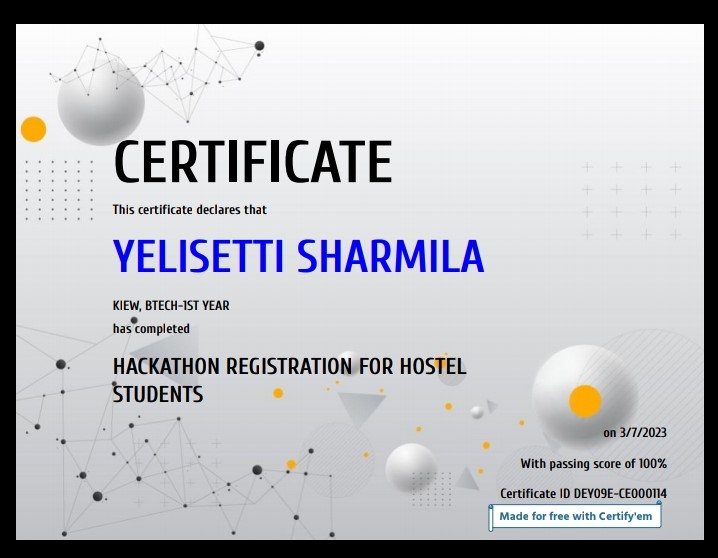 CERTIFICATE
This certificate declares that
YELISETTI SHARMILA
KIEW, BTECH-1ST YEAR
has completed
HACKATHON REGISTRATION FOR HOSTEL
STUDENTS
on 3/7/2023
With passing score of 100%
Certificate ID DEY09E-CE000114
Made for free with Certify'em